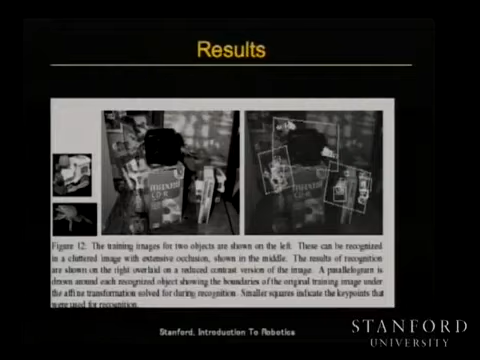 Results
maxell
CD-R
Figure 12: The training images for two objects are shown on the left. These can be recognized
in a cluttered image with extensive occlusion, shown in the middle. The results of recognition
are shown on the right overlaid on a reduced contrast version of the image. A parallelogram is
drawn around each recognized object showing the boundaries of the original training image under
the affine transformation solved for during recognition. Smaller squares indicate the keypoints that
were used for recognition.
Stanford, Introduction To Robotics
STANFORD
UNIVERSITY